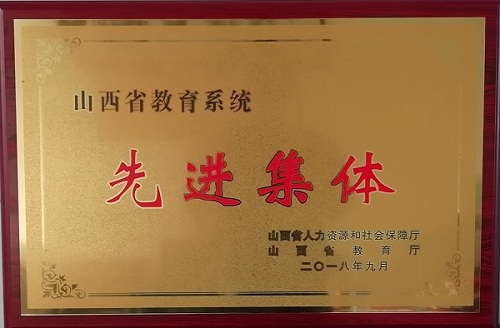 山西省教育系统
先进集体
山西省人力资源和社会保障厅
山西省教育厅
二〇一八年九月